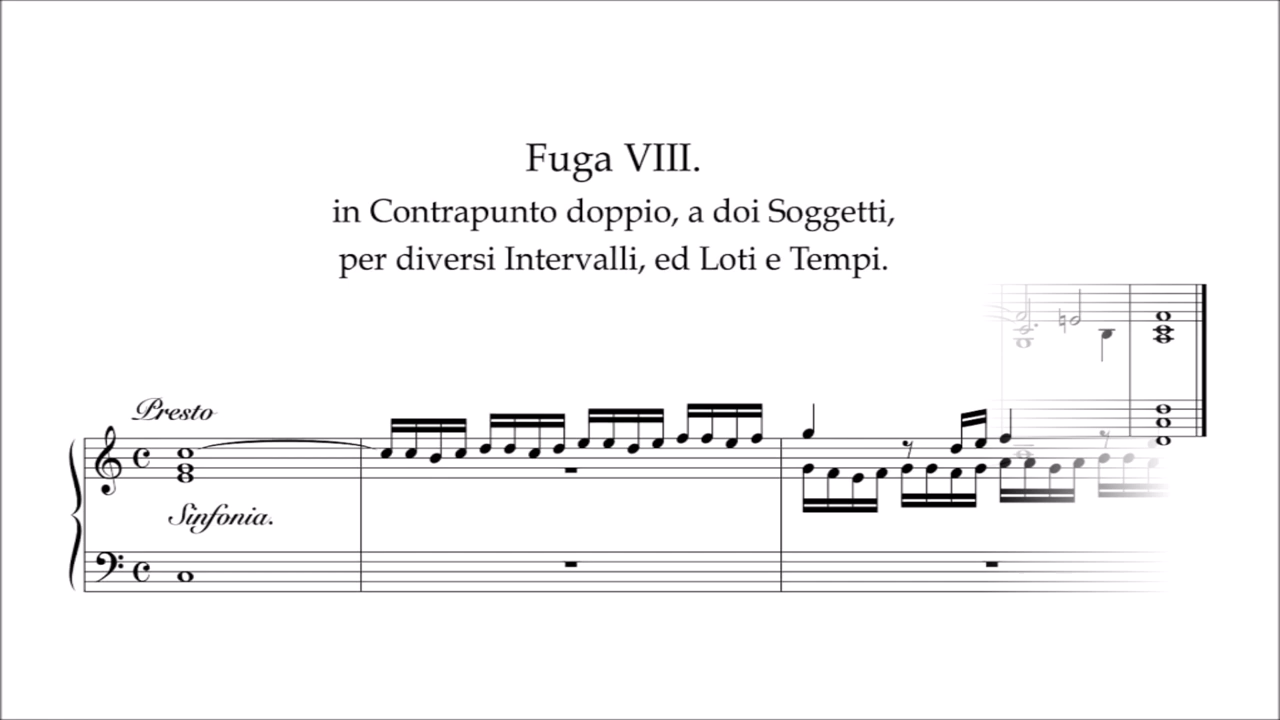 Fuga VIII.
in Contrapunto doppio, a doi Soggetti,
per diversi Intervalli, ed Loti e Tempi.
Presto
Sinfonia.